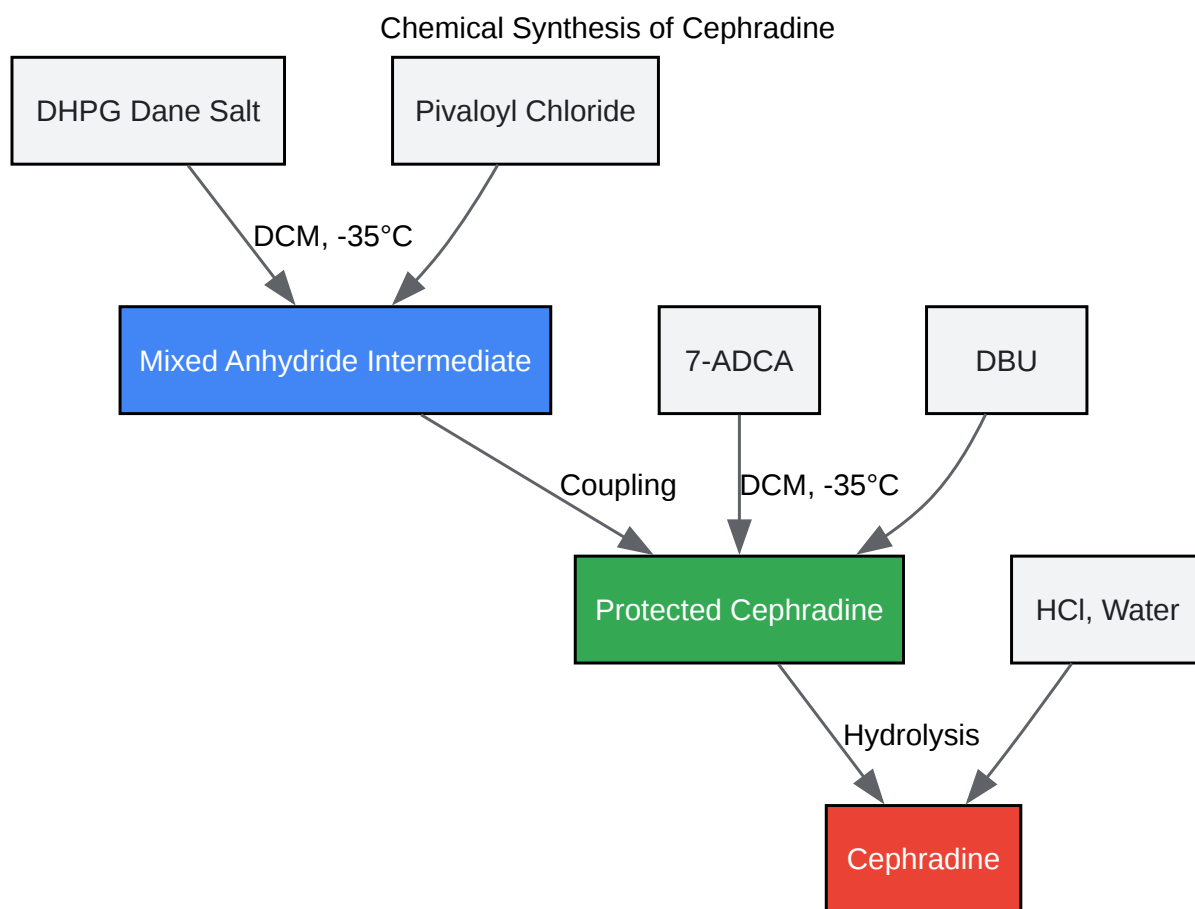 Chemical Synthesis of Cephradine
DHPG Dane Salt
Pivaloyl Chloride
DCM, -35°C
Mixed Anhydride Intermediate
7-ADCA
DBU
Coupling
DCM, -35°C
Protected Cephradine
HCl, Water
Hydrolysis
Cephradine